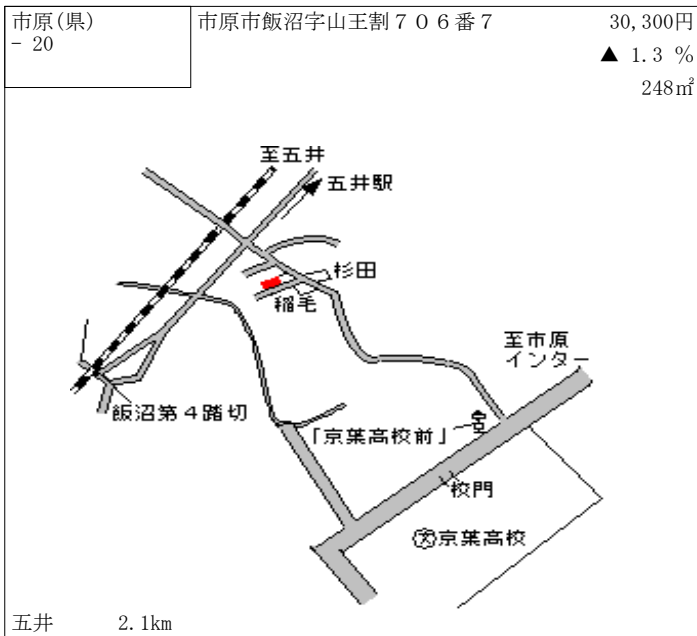 市原(県)
- 20
市原市飯沼字山王割７０６番７
30,300円
▲ 1.3 %
248㎡
至五井
五井駅
杉田
稲毛
至市原
インター
飯沼第４踏切
「京葉高校前」
校門
京葉高校
五井 2.1km